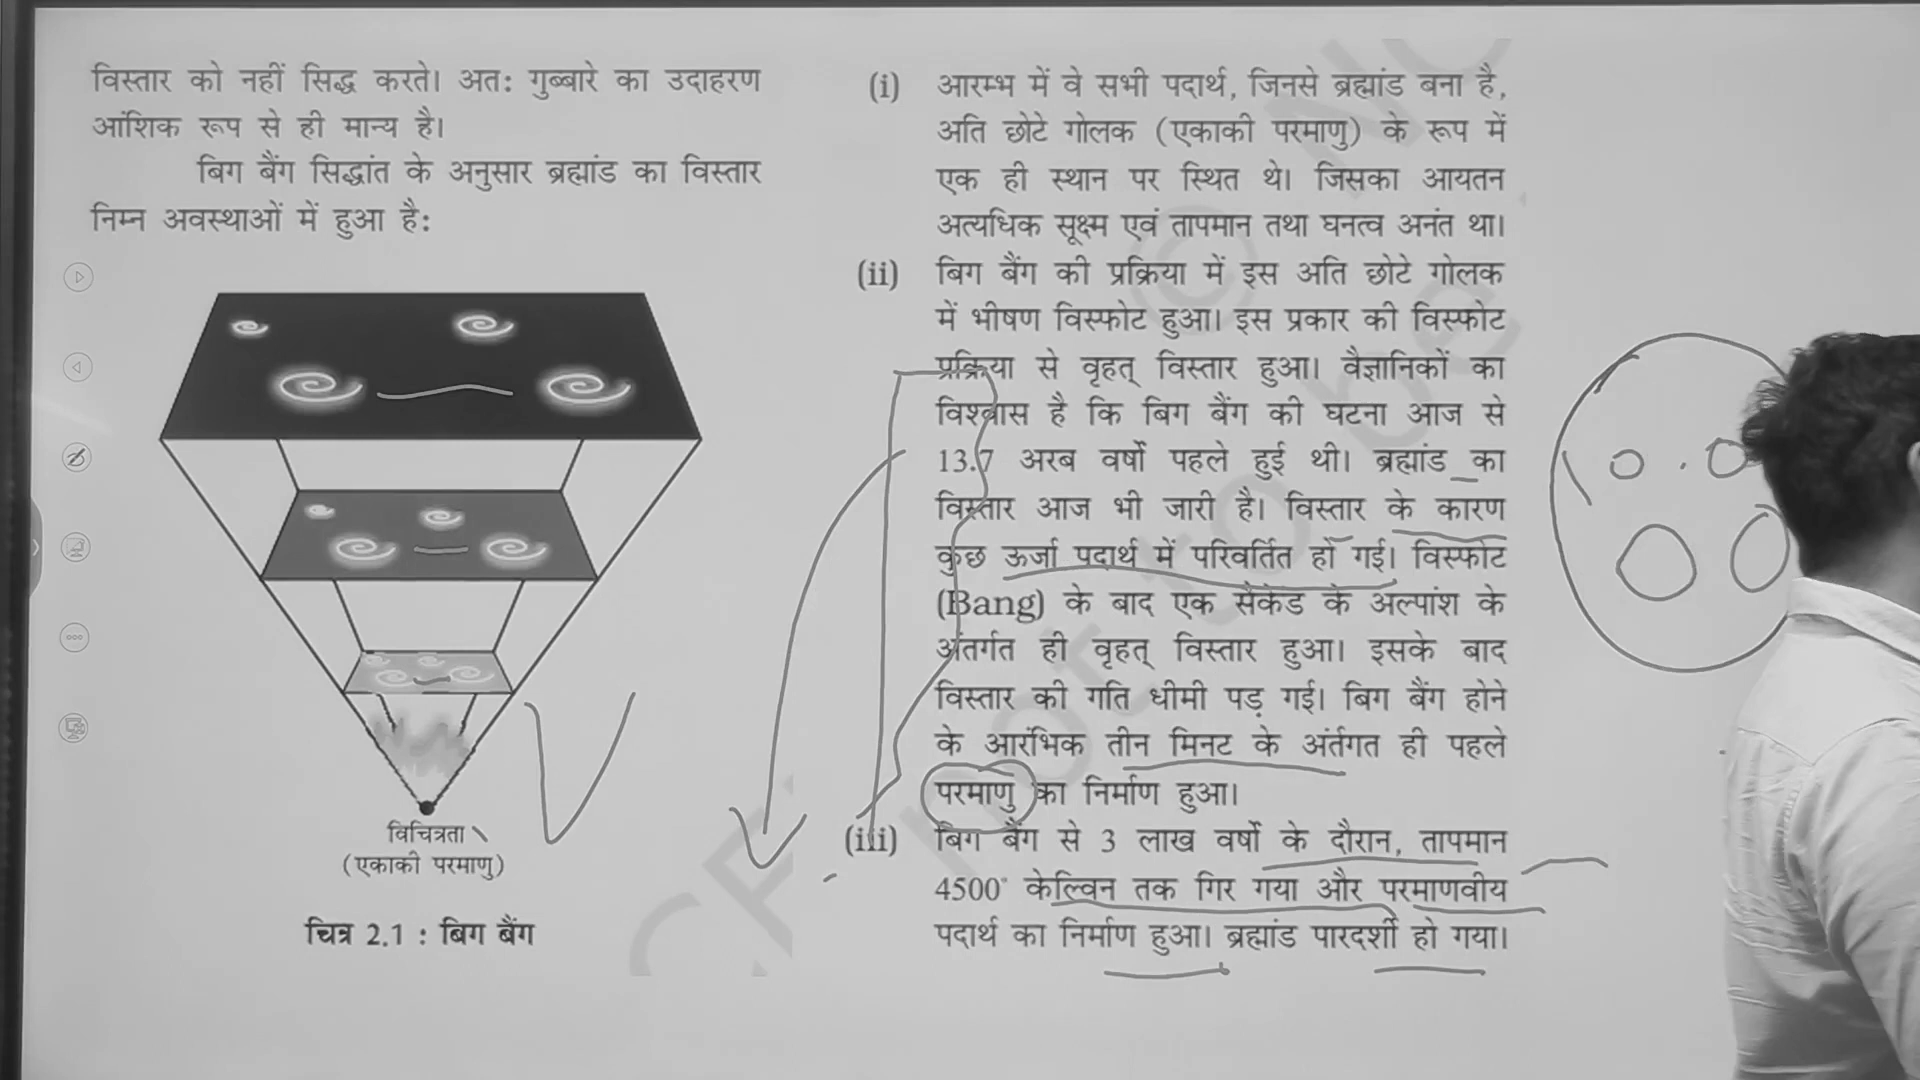 विस्तार को नहीं सिद्ध करते। अतः गुब्बारे का उदाहरण
आंशिक रूप से ही मान्य है।
बिग बैंग सिद्धांत के अनुसार ब्रह्मांड का विस्तार
निम्न अवस्थाओं में हुआ है:
विचित्रता
(एकाकी परमाणु)
चित्र 2.1 : बिग बैंग
(i) आरम्भ में वे सभी पदार्थ, जिनसे ब्रह्मांड बना है,
अति छोटे गोलक (एकाकी परमाणु) के रूप में
एक ही स्थान पर स्थित थे। जिसका आयतन
अत्यधिक सूक्ष्म एवं तापमान तथा घनत्व अनंत था।
(ii) बिग बैंग की प्रक्रिया में इस अति छोटे गोलक
में भीषण विस्फोट हुआ। इस प्रकार की विस्फोट
प्रक्रिया से वृहत् विस्तार हुआ। वैज्ञानिकों का
विश्वास है कि बिग बैंग की घटना आज से
13.7 अरब वर्षों पहले हुई थी। ब्रह्मांड का
विस्तार आज भी जारी है। विस्तार के कारण
कुछ ऊर्जा पदार्थ में परिवर्तित हो गई। विस्फोट
(Bang) के बाद एक सैकेंड के अल्पांश के
अंतर्गत ही वृहत् विस्तार हुआ। इसके बाद
विस्तार की गति धीमी पड़ गई। बिग बैंग होने
के आरंभिक तीन मिनट के अंर्तगत ही पहले
परमाणु का निर्माण हुआ।
(iii) बिग बैंग से 3 लाख वर्षों के दौरान, तापमान
4500° केल्विन तक गिर गया और परमाणवीय
पदार्थ का निर्माण हुआ। ब्रह्मांड पारदर्शी हो गया।
not to be